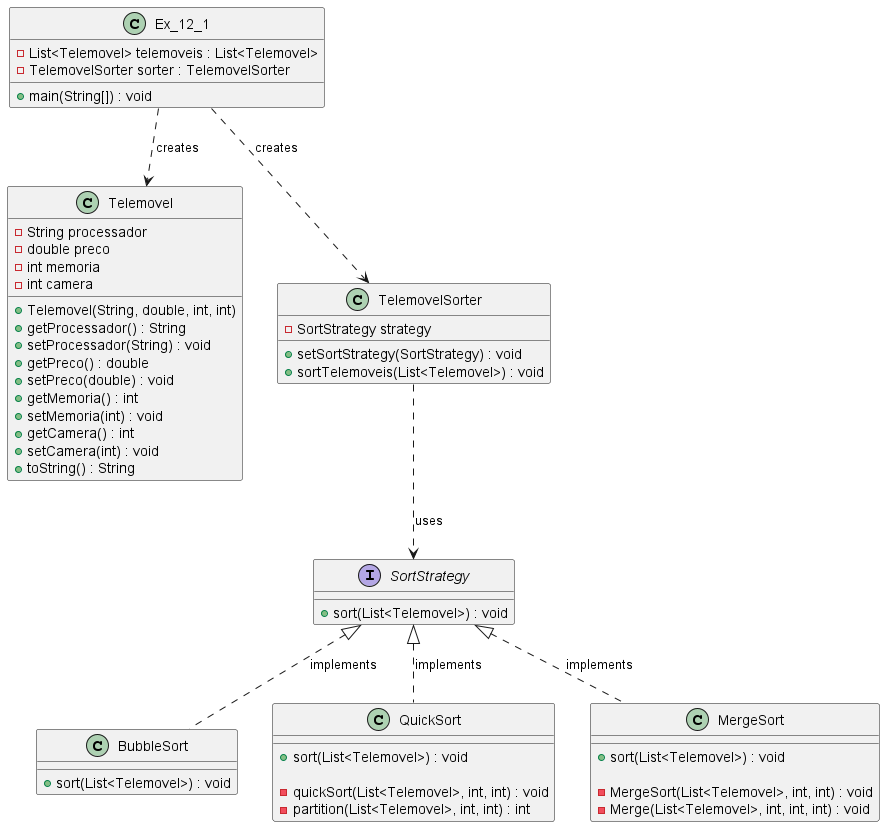 C Ex_12_1
List<Telemovel> telemoveis : List<Telemovel>
TelemovelSorter sorter : TelemovelSorter
main(String[]) : void
creates
creates
C Telemovel
String processador
double preco
int memoria
int camera
Telemovel(String, double, int, int)
getProcessador() : String
setProcessador(String) : void
getPreco() : double
setPreco(double) : void
getMemoria() : int
setMemoria(int) : void
getCamera() : int
setCamera(int) : void
toString() : String
C TelemovelSorter
SortStrategy strategy
setSortStrategy(SortStrategy) : void
sortTelemoveis(List<Telemovel>) : void
uses
I SortStrategy
sort(List<Telemovel>) : void
implements
implements
implements
C BubbleSort
sort(List<Telemovel>) : void
C QuickSort
sort(List<Telemovel>) : void
quickSort(List<Telemovel>, int, int) : void
partition(List<Telemovel>, int, int) : int
C MergeSort
sort(List<Telemovel>) : void
MergeSort(List<Telemovel>, int, int) : void
Merge(List<Telemovel>, int, int, int) : void